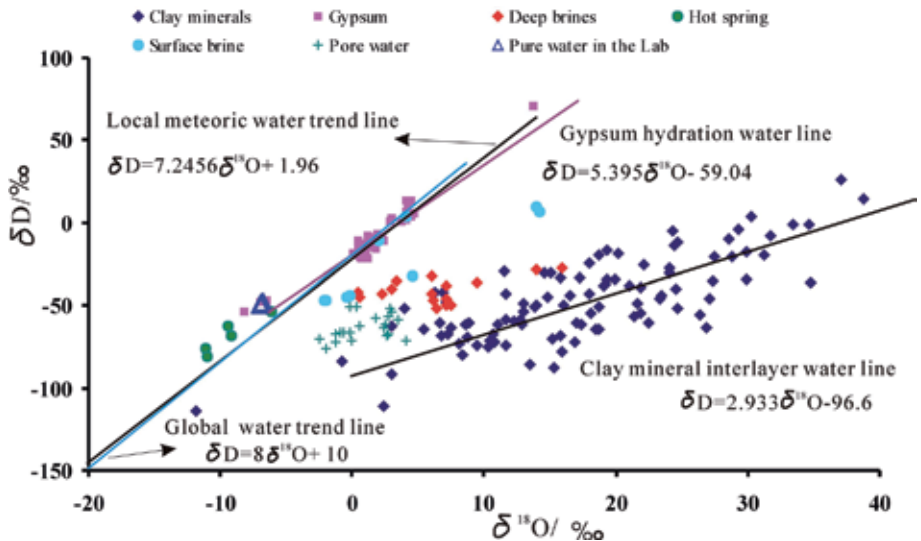 Clay minerals Gypsum Deep brines Hot spring
Surface brine Pore water Pure water in the Lab
100
Local meteoric water trend line
δD=7.2456δ¹⁸O+ 1.96
Gypsum hydration water line
δD=5.395δ¹⁸O- 59.04
50
0
δD/‰
-50
-100
Clay mineral interlayer water line
δD=2.933δ¹⁸O-96.6
Global water trend line
δD=8δ¹⁸O+ 10
-150
-20 -10 0 10 20 30 40
δ ¹⁸O/ ‰